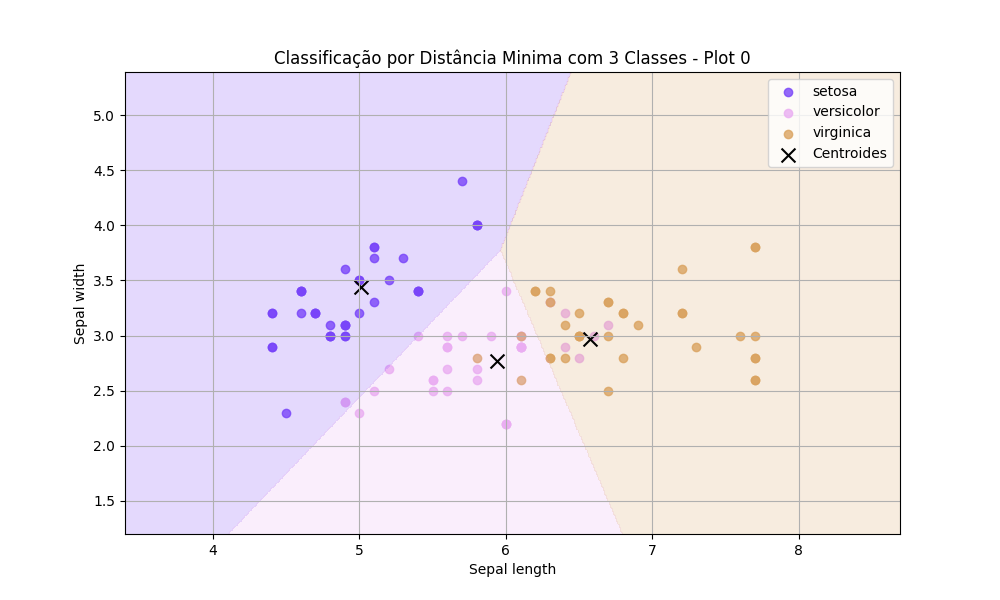 Classificação por Distância Minima com 3 Classes - Plot 0
setosa
versicolor
virginica
Centroides
Sepal width
5.0
4.5
4.0
3.5
3.0
2.5
2.0
1.5
4 5 6 7 8
Sepal length